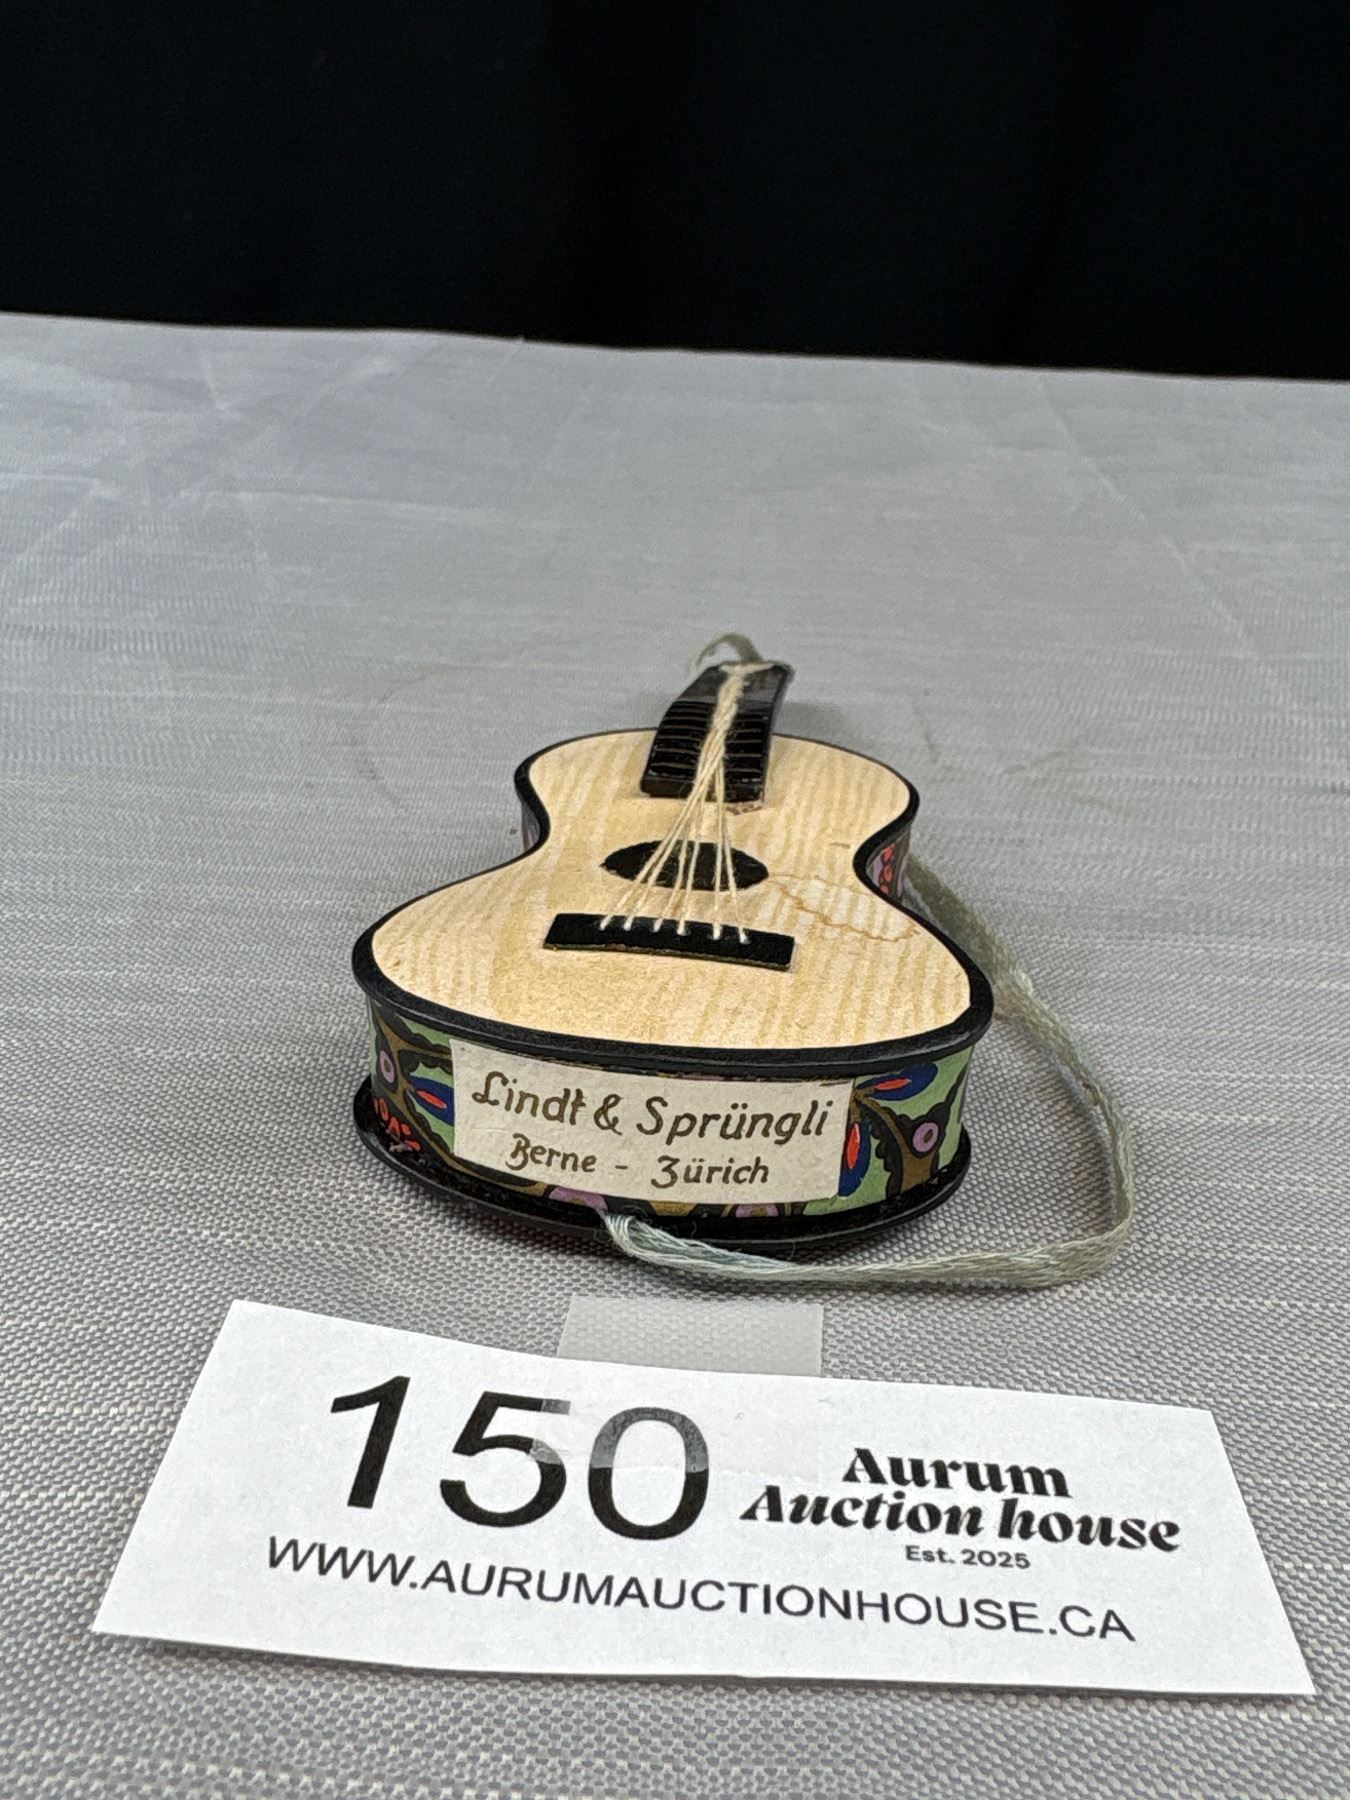 Lindt & Sprüngli
Berne - Zürich
150
Aurum
Auction house
Est. 2025
WWW.AURUMAUCTIONHOUSE.CA